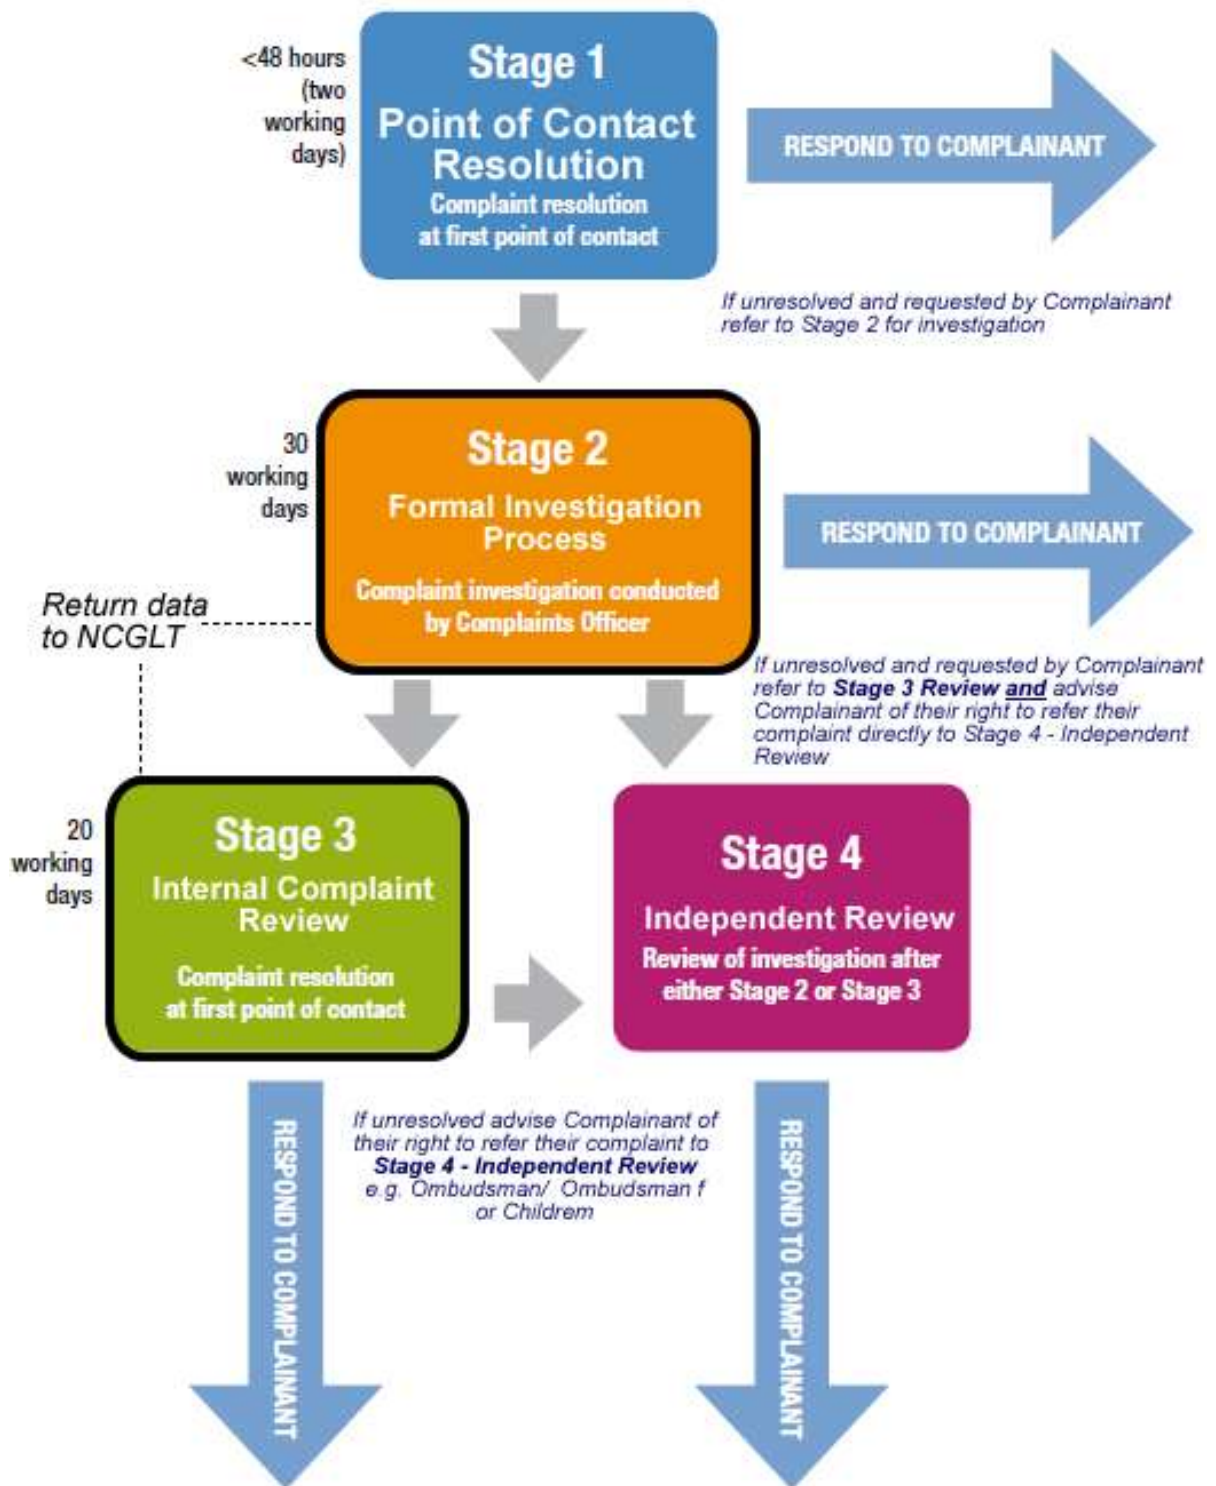 <48 hours
(two
working
days)
Stage 1
Point of Contact
Resolution
Complaint resolution
at first point of contact
RESPOND TO COMPLAINANT
If unresolved and requested by Complainant
refer to Stage 2 for investigation
30
working
days
Stage 2
Formal Investigation
Process
Complaint investigation conducted
by Complaints Officer
RESPOND TO COMPLAINANT
Return data
to NCGLT
If unresolved and requested by Complainant
refer to Stage 3 Review and advise
Complainant of their right to refer their
complaint directly to Stage 4 - Independent
Review
20
working
days
Stage 3
Internal Complaint
Review
Complaint resolution
at first point of contact
Stage 4
Independent Review
Review of investigation after
either Stage 2 or Stage 3
If unresolved advise Complainant of
their right to refer their complaint to
Stage 4 - Independent Review
e.g. Ombudsman/ Ombudsman f
or Childrem
RESPOND TO COMPLAINANT
RESPOND TO COMPLAINANT